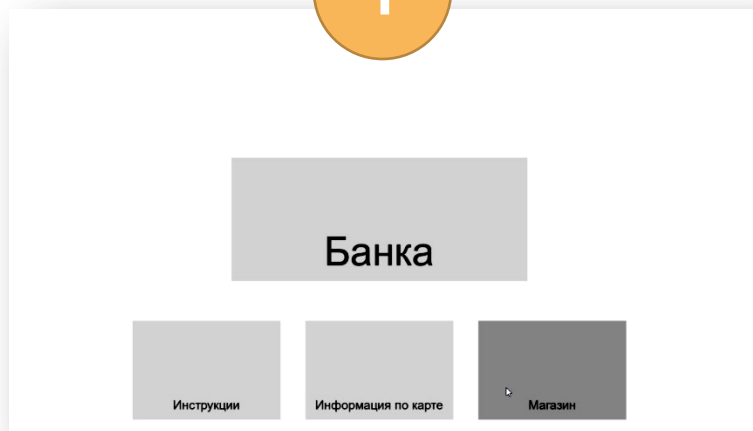 Банка
Инструкции
Информация по карте
Магазин